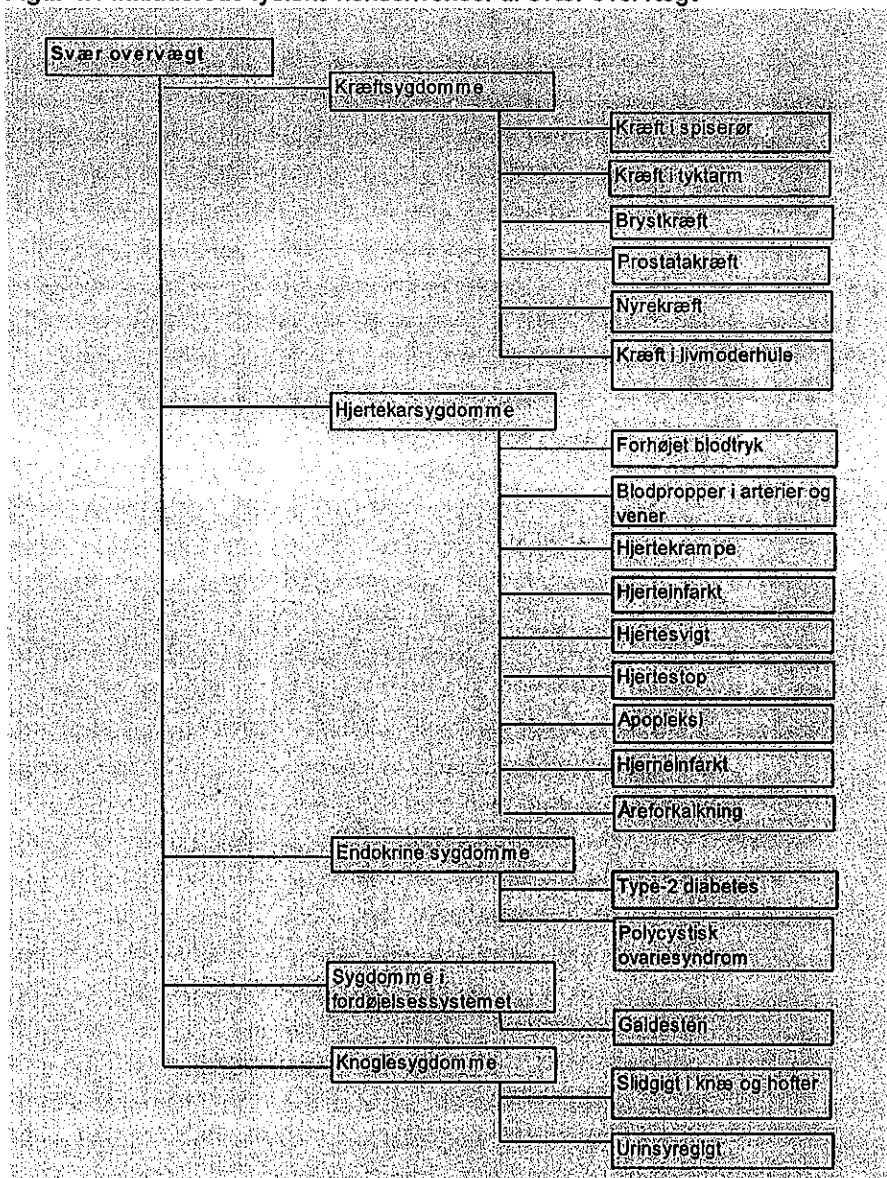 Svær overvægt
Kræftsygdomme
Kræft i spiserør
Kræft i tyktarm
Brystkræft
Prostatakræft
Nyrekræft
Kræft i livmoderhule
Hjertekarsygdomme
Forhøjet blodtryk
Blodpropper i arterier og
vener
Hjertekrampe
Hjerteinfarkt
Hjertesvigt
Hjertestop
Apopleksi
Hjerneinfarkt
Åreforkalkning
Endokrine sygdomme
Type-2 diabetes
Polycystisk
ovariesyndrom
Sygdomme i
fordøjelsessystemet
Galdesten
Knoglesygdomme
Slidgigt i knæ og hofter
Urinsyregigt